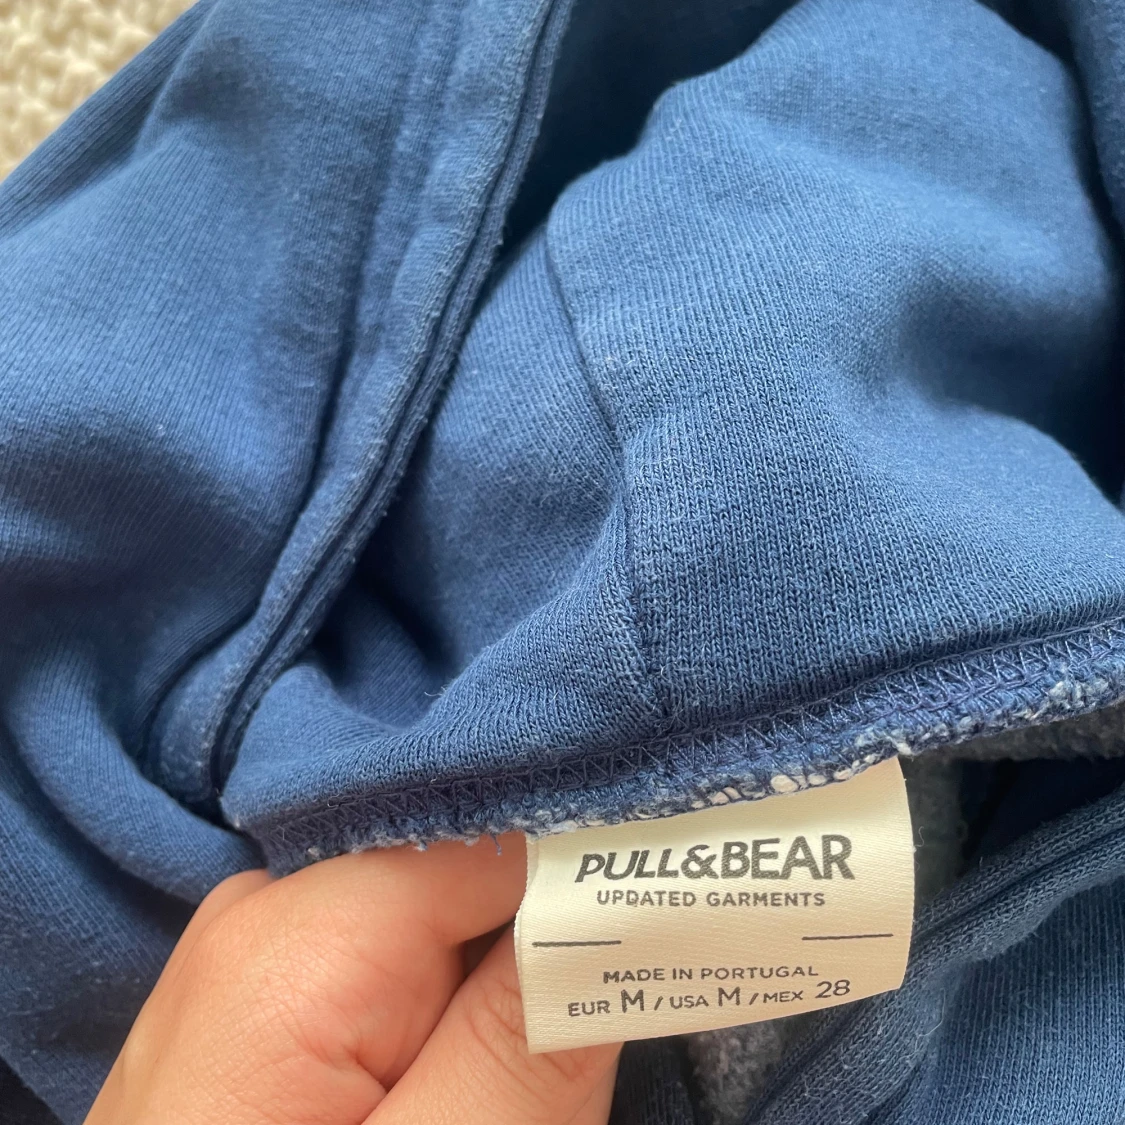 PULL&BEAR
UPDATED GARMENTS
MADE IN PORTUGAL
EUR M / USA M / MEX 28